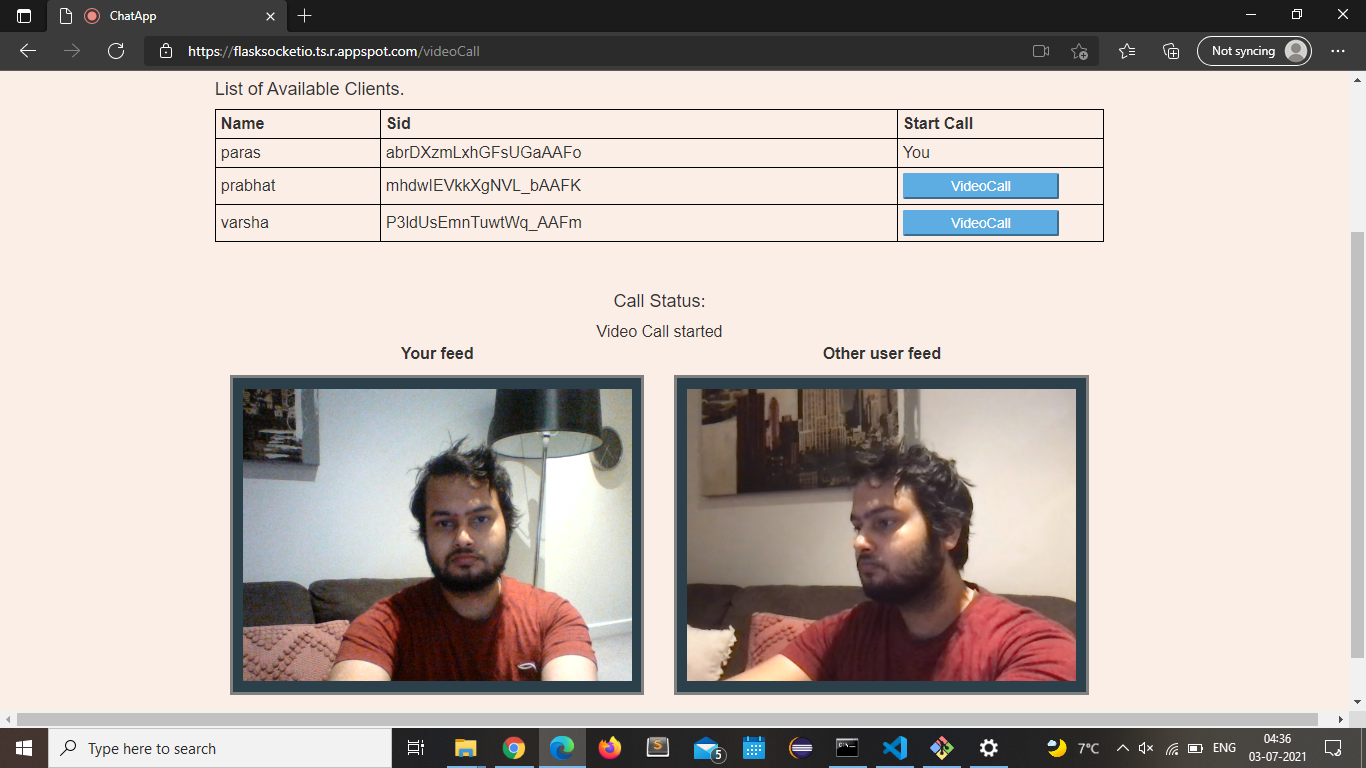 ChatApp
https://flasksocketio.ts.r.appspot.com/videoCall
Not syncing
List of Available Clients.
Name Sid Start Call
paras abrDXzmLxhGFsUGaAAFo You
prabhat mhdwIEVkkXgNVL_bAAFK VideoCall
varsha P3ldUsEmnTuwtWq_AAFm VideoCall
Call Status:
Video Call started
Your feed Other user feed
Type here to search
5
7°C
ENG
04:36
03-07-2021